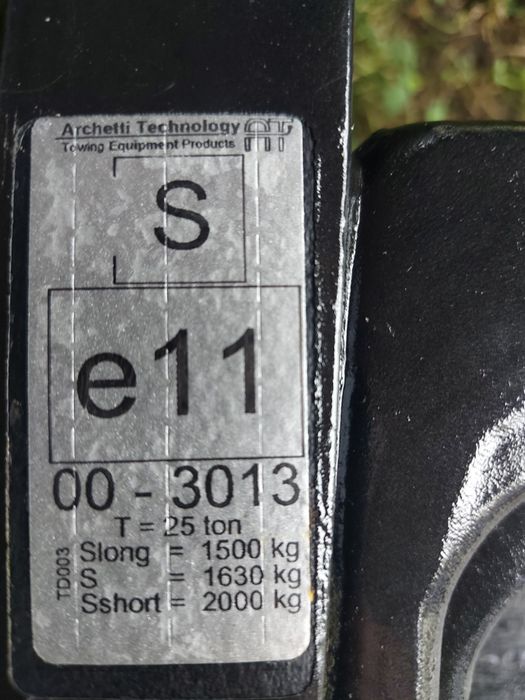 Archetti Technology
Towing Equipment Products
S
e11
00 - 3013
T = 25 ton
TD003
Slong = 1500 kg
S = 1630 kg
Sshort = 2000 kg